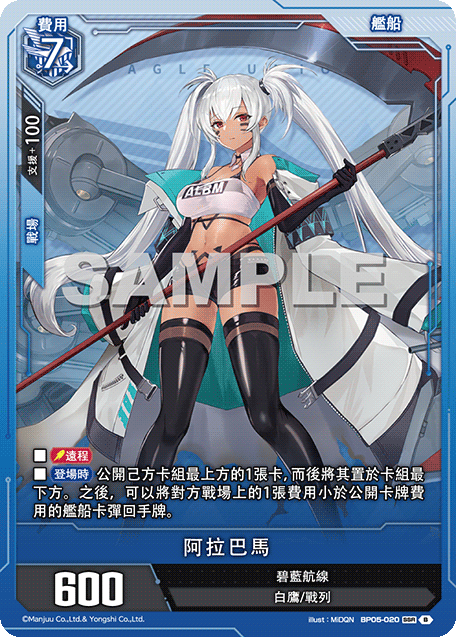 費用
7
艦船
EAGLE UNION
支援+100
戰場
ALBM
SAMPLE
■ 遠程
■ 登場時 公開己方卡組最上方的1張卡,而後將其置於卡組最
下方。之後，可以將對方戰場上的1張費用小於公開卡牌費
用的艦船卡彈回手牌。
阿拉巴馬
600
碧藍航線
白鷹/戰列
©Manjuu Co.,Ltd.& Yongshi Co.,Ltd.
illust : MiDQN BP05-020 SSR B